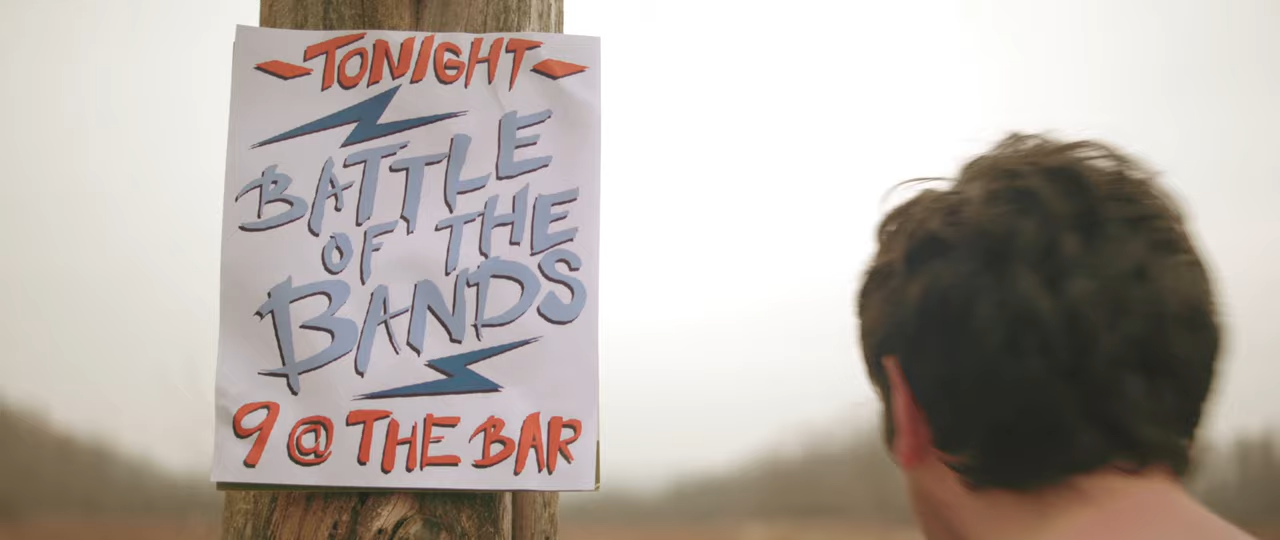 TONIGHT
BATTLE
OF THE
BANDS
9 @ THE BAR